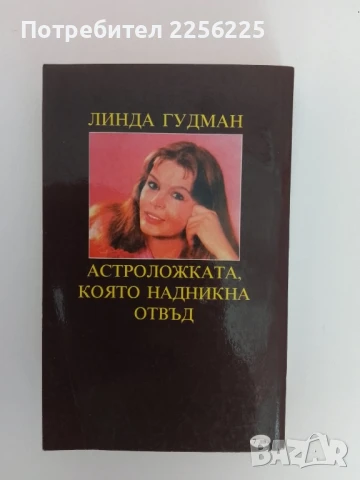 Потребител 2256225
ЛИНДА ГУДМАН
АСТРОЛОЖКАТА,
КОЯТО НАДНИКНА
ОТВЪД
BAZAR